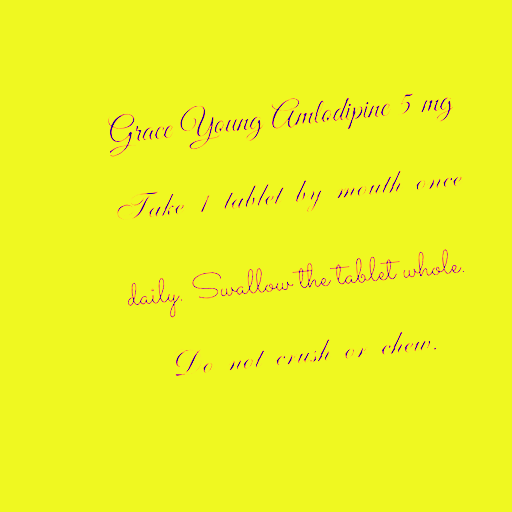 Grace Young Amlodipine 5 mg
Take 1 tablet by mouth once
daily. Swallow the tablet whole.
Do not crush or chew.